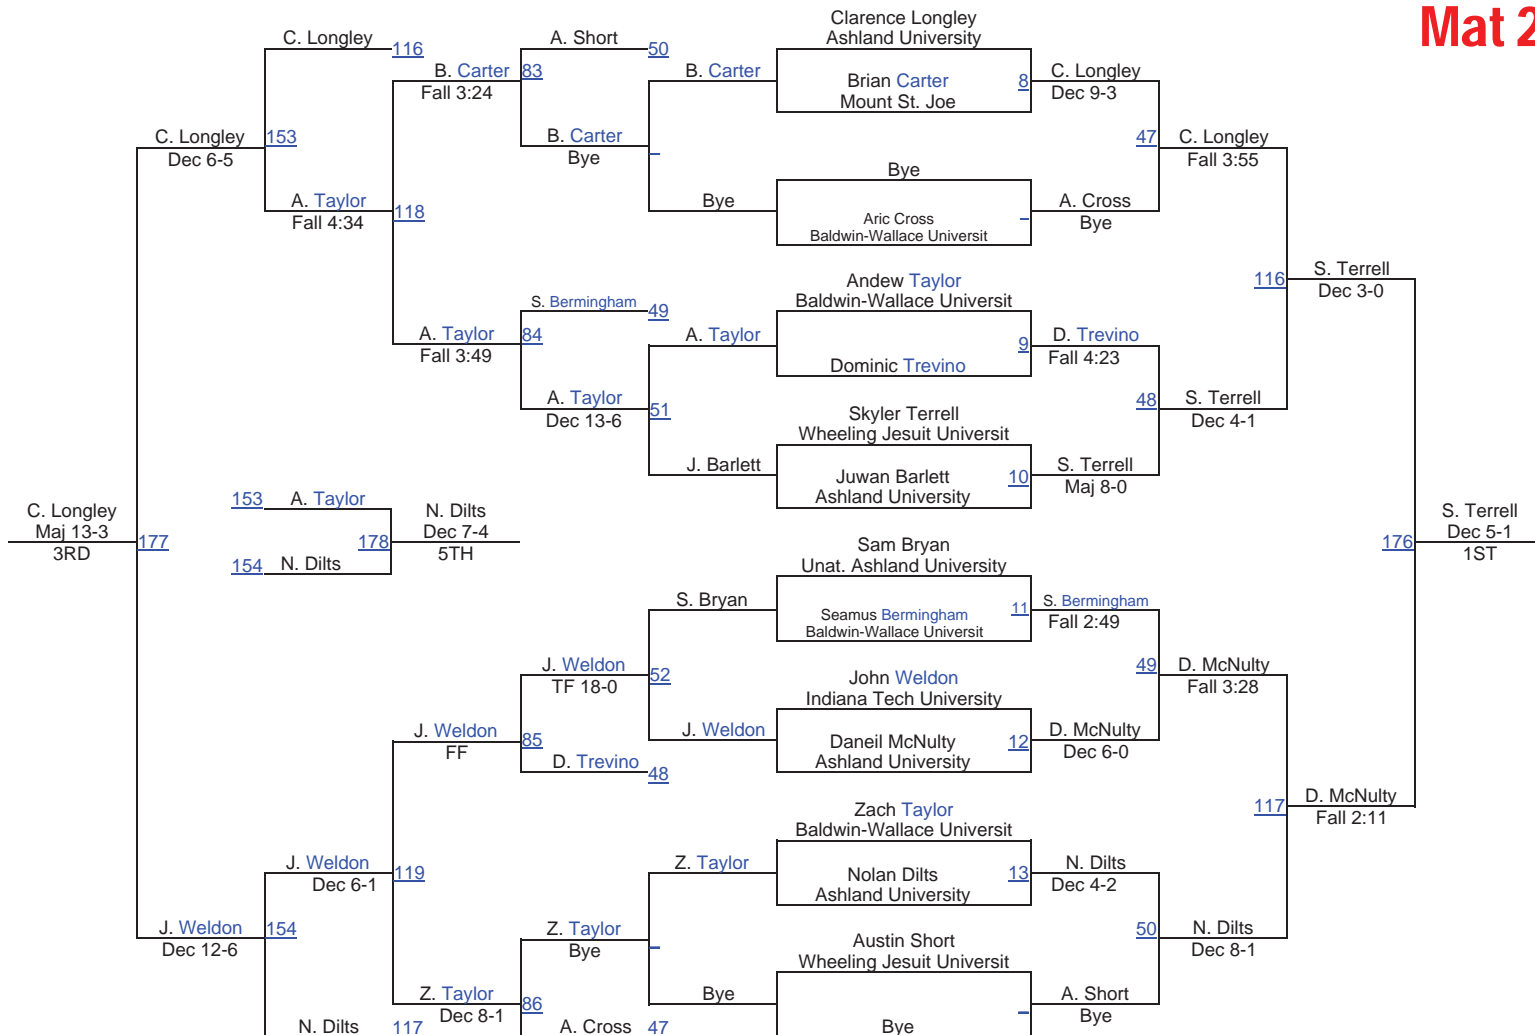 Mat 2
Clarence Longley
Ashland University
C. Longley
116
A. Short
50
B. Carter
83
Fall 3:24
B. Carter
Brian Carter
8
Mount St. Joe
C. Longley
Dec 9-3
C. Longley
153
Dec 6-5
B. Carter
Bye
47
C. Longley
Fall 3:55
Bye
A. Taylor
118
Fall 4:34
Bye
Aric Cross
Baldwin-Wallace Universit
A. Cross
Bye
116
S. Terrell
Dec 3-0
Andew Taylor
Baldwin-Wallace Universit
S. Bermingham
49
A. Taylor
84
Fall 3:49
A. Taylor
9
Dominic Trevino
D. Trevino
Fall 4:23
A. Taylor
51
Dec 13-6
48
S. Terrell
Dec 4-1
Skyler Terrell
Wheeling Jesuit Universit
J. Barlett
Juwan Barlett
10
Ashland University
S. Terrell
Maj 8-0
153
A. Taylor
C. Longley
Maj 13-3
3RD
177
178
N. Dilts
Dec 7-4
5TH
154
N. Dilts
176
S. Terrell
Dec 5-1
1ST
Sam Bryan
Unat. Ashland University
S. Bryan
Seamus Bermingham
11
Baldwin-Wallace Universit
S. Bermingham
Fall 2:49
J. Weldon
52
TF 18-0
49
D. McNulty
Fall 3:28
John Weldon
Indiana Tech University
J. Weldon
85
FF
J. Weldon
Daneil McNulty
12
Ashland University
D. McNulty
Dec 6-0
D. Trevino
48
117
D. McNulty
Fall 2:11
Zach Taylor
Baldwin-Wallace Universit
J. Weldon
119
Dec 6-1
Z. Taylor
Nolan Dilts
13
Ashland University
N. Dilts
Dec 4-2
J. Weldon
154
Dec 12-6
Z. Taylor
Bye
50
N. Dilts
Dec 8-1
Austin Short
Wheeling Jesuit Universit
Z. Taylor
86
Dec 8-1
Bye
A. Short
Bye
N. Dilts
117
A. Cross
47
Bye